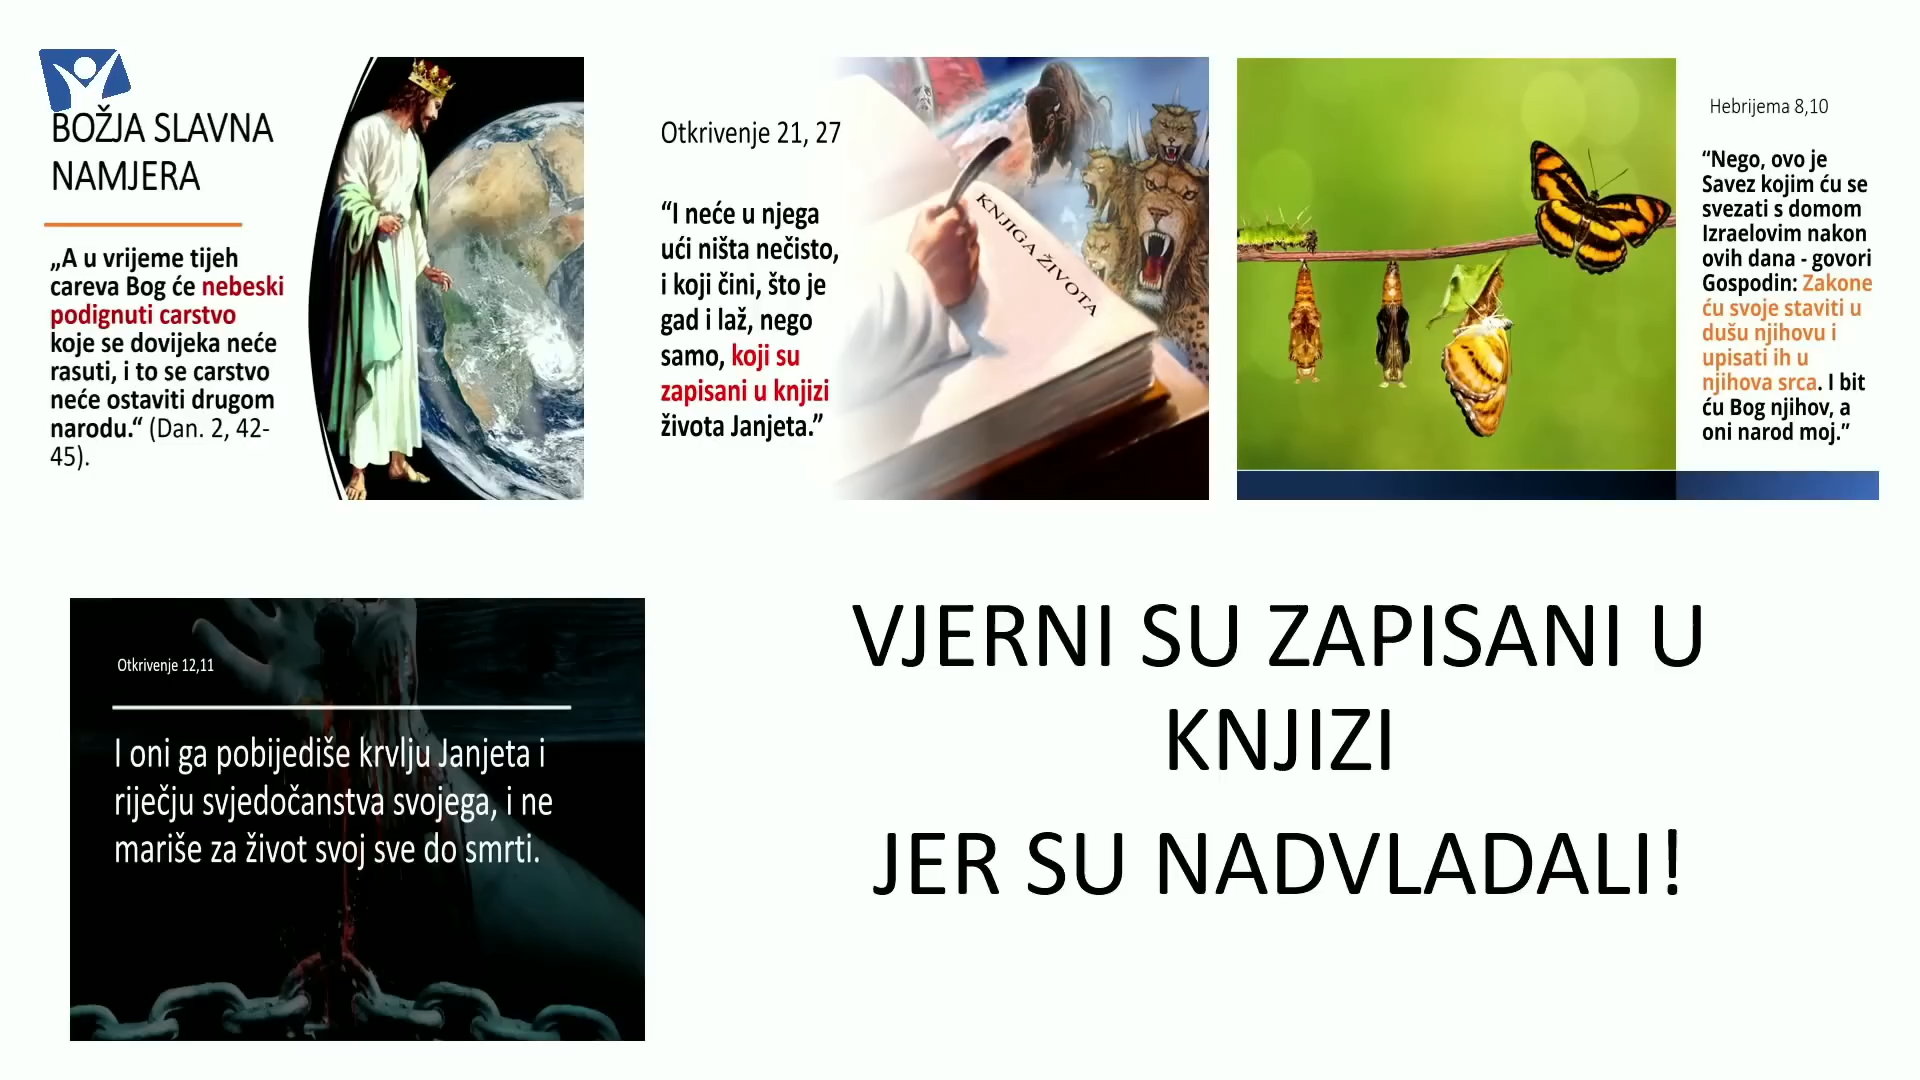 BOŽJA SLAVNA
NAMJERA
„A u vrijeme tijeh
careva Bog će nebeski
podignuti carstvo
koje se dovijeka neće
rasuti, i to se carstvo
neće ostaviti drugom
narodu.“ (Dan. 2, 42-
45).
Otkrivenje 21, 27
“I neće u njega
ući ništa nečisto,
i koji čini, što je
gad i laž, nego
samo, koji su
zapisani u knjizi
života Janjeta.”
KNJIGA ŽIVOTA
Hebrijema 8,10
“Nego, ovo je
Savez kojim ću se
svezati s domom
Izraelovim nakon
ovih dana - govori
Gospodin: Zakone
ću svoje staviti u
dušu njihovu i
upisati ih u
njihova srca. I bit
ću Bog njihov, a
oni narod moj.”
Otkrivenje 12,11
I oni ga pobijediše krvlju Janjeta i
riječju svjedočanstva svojega, i ne
mariše za život svoj sve do smrti.
VJERNI SU ZAPISANI U
KNJIZI
JER SU NADVLADALI!